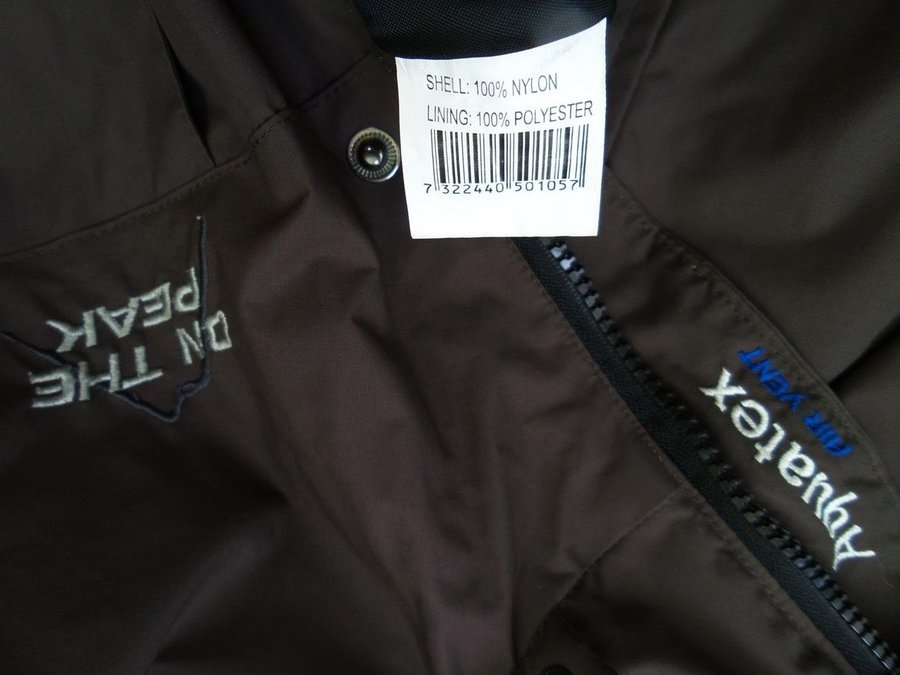 SHELL: 100% NYLON
LINING: 100% POLYESTER
7 322440 501057
ON THE
PEAK
Aquatex
AIR VENT